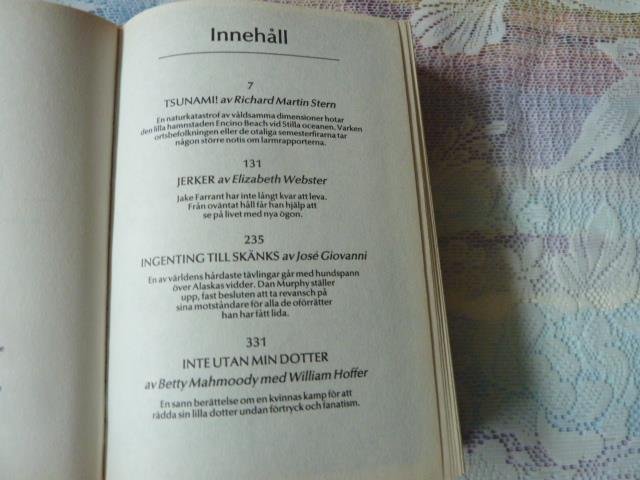 Innehåll
7
TSUNAMI! av Richard Martin Stern
En naturkatastrof av våldsamma dimensioner hotar
den lilla hamnstaden Encino Beach vid Stilla oceanen. Varken
ortsbefolkningen eller de otaliga semesterfirarna tar
någon större notis om larmrapporterna.
131
JERKER av Elizabeth Webster
Jake Farrant har inte långt kvar att leva.
Från oväntat håll får han hjälp att
se på livet med nya ögon.
235
INGENTING TILL SKÄNKS av José Giovanni
En av världens hårdaste tävlingar går med hundspann
över Alaskas vidder. Dan Murphy ställer
upp, fast besluten att ta revansch på
sina motståndare för alla de oförrätter
han har fått lida.
331
INTE UTAN MIN DOTTER
av Betty Mahmoody med William Hoffer
En sann berättelse om en kvinnas kamp för att
rädda sin lilla dotter undan förtryck och fanatism.